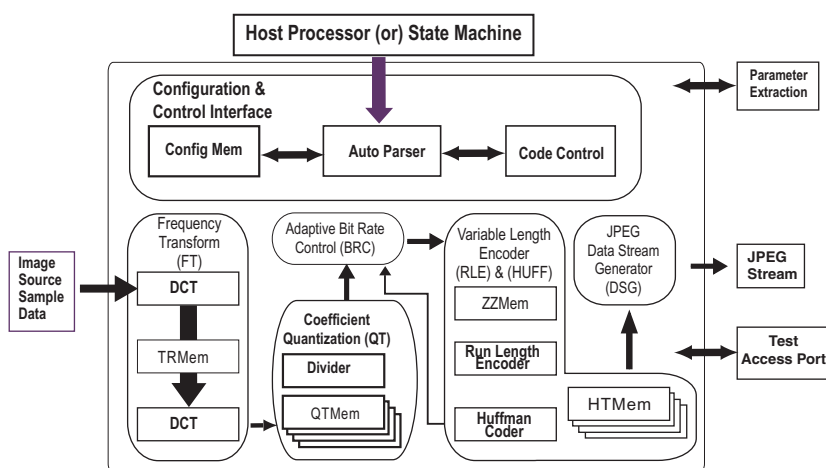 Host Processor (or) State Machine
Configuration &
Control Interface
Config Mem
Auto Parser
Code Control
Parameter
Extraction
Image
Source
Sample
Data
Frequency
Transform
(FT)
DCT
TRMem
DCT
Adaptive Bit Rate
Control (BRC)
Coefficient
Quantization (QT)
Divider
QTMem
Variable Length
Encoder
(RLE) & (HUFF)
ZZMem
Run Length
Encoder
Huffman
Coder
JPEG
Data Stream
Generator
(DSG)
HTMem
JPEG
Stream
Test
Access Port